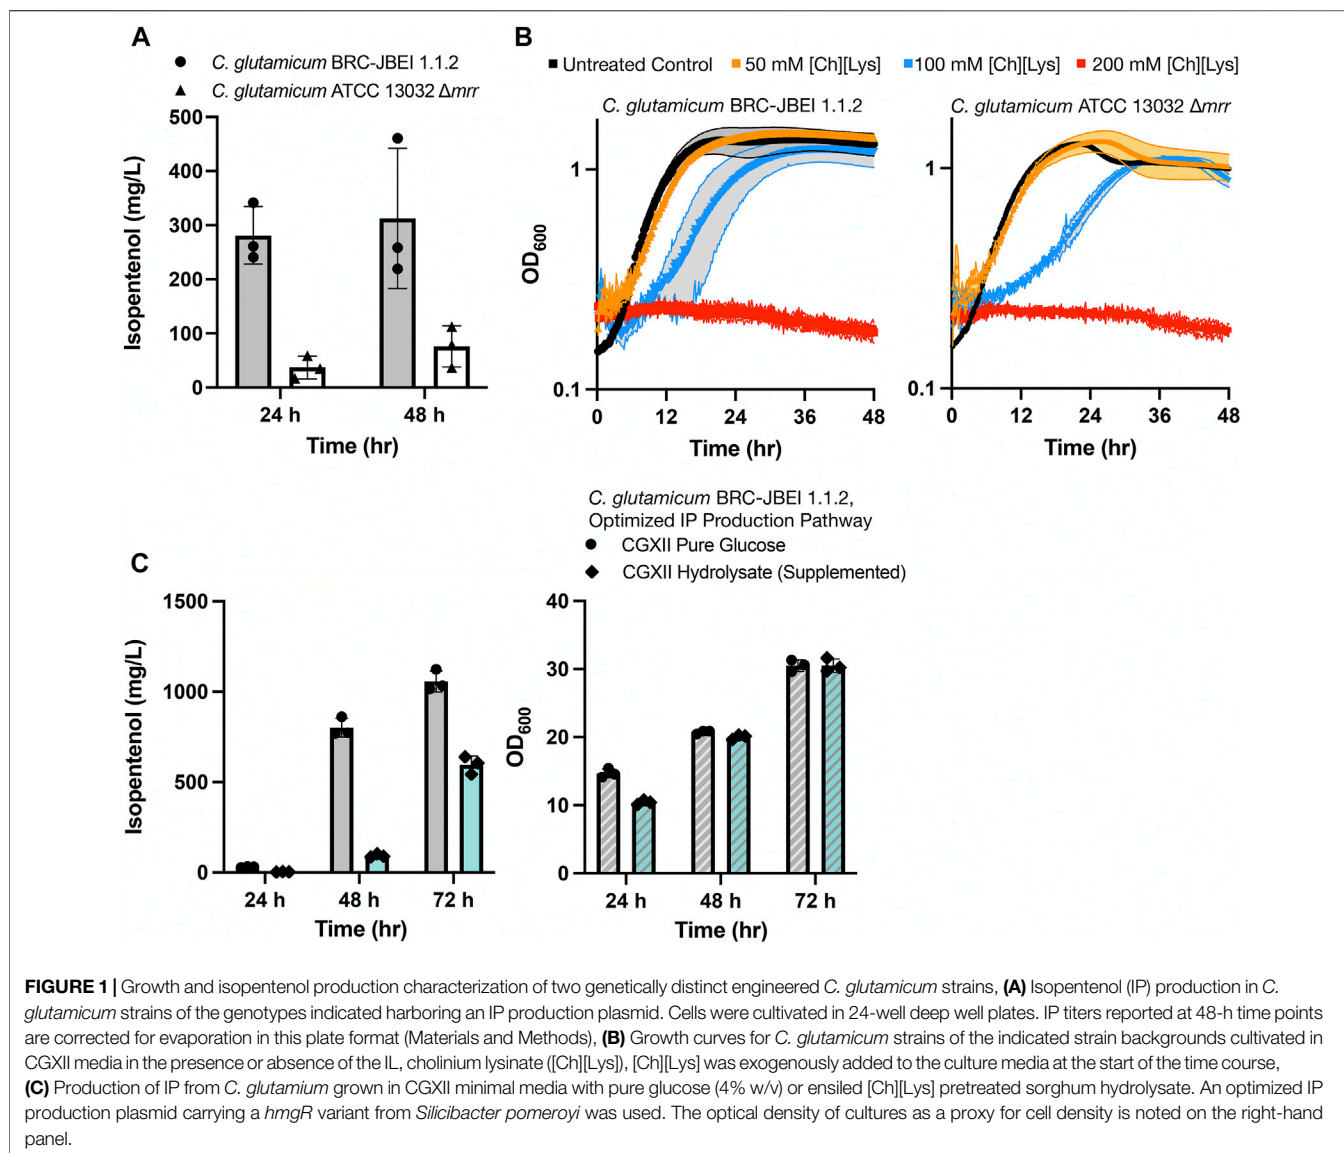 A
C. glutamicum BRC-JBEI 1.1.2
C. glutamicum ATCC 13032 Δmrr
Isopentenol (mg/L)
500
400
300
200
100
0
24 h
48 h
Time (hr)
B
Untreated Control
50 mM [Ch][Lys]
100 mM [Ch][Lys]
200 mM [Ch][Lys]
C. glutamicum BRC-JBEI 1.1.2
OD600
1
0.1
0
12
24
36
48
Time (hr)
C. glutamicum ATCC 13032 Δmrr
1
0.1
0
12
24
36
48
Time (hr)
C. glutamicum BRC-JBEI 1.1.2,
Optimized IP Production Pathway
CGXII Pure Glucose
CGXII Hydrolysate (Supplemented)
C
Isopentenol (mg/L)
1500
1000
500
0
24 h
48 h
72 h
Time (hr)
OD600
40
30
20
10
0
24 h
48 h
72 h
Time (hr)
FIGURE 1 | Growth and isopentenol production characterization of two genetically distinct engineered C. glutamicum strains, (A) Isopentenol (IP) production in C.
glutamicum strains of the genotypes indicated harboring an IP production plasmid. Cells were cultivated in 24-well deep well plates. IP titers reported at 48-h time points
are corrected for evaporation in this plate format (Materials and Methods), (B) Growth curves for C. glutamicum strains of the indicated strain backgrounds cultivated in
CGXII media in the presence or absence of the IL, cholinium lysinate ([Ch][Lys]), [Ch][Lys] was exogenously added to the culture media at the start of the time course,
(C) Production of IP from C. glutamium grown in CGXII minimal media with pure glucose (4% w/v) or ensiled [Ch][Lys] pretreated sorghum hydrolysate. An optimized IP
production plasmid carrying a hmgR variant from Silicibacter pomeroyi was used. The optical density of cultures as a proxy for cell density is noted on the right-hand
panel.